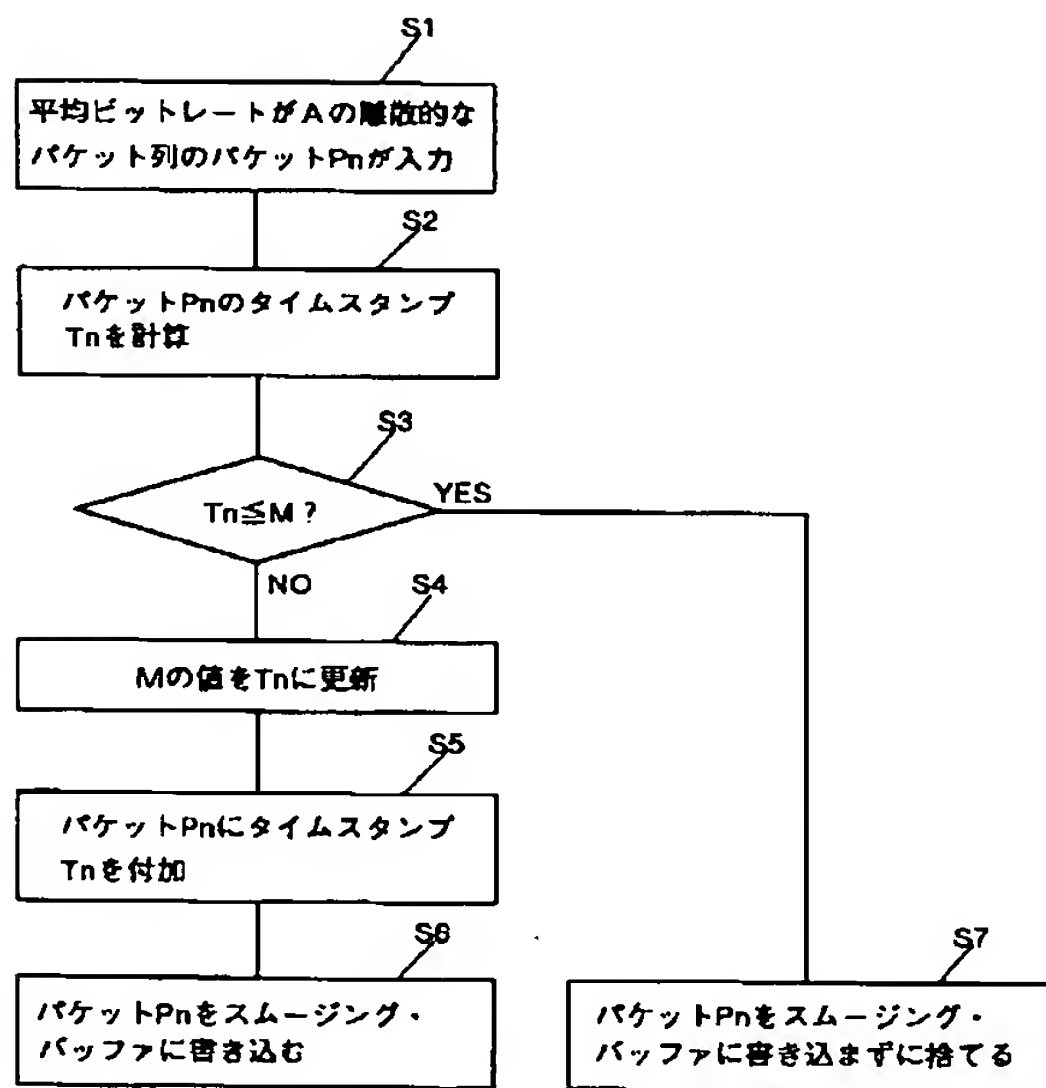 S1
平均ビットレートがAの離散的な
パケット列のパケットPnが入力
S2
パケットPnのタイムスタンプ
Tnを計算
S3
Tn≦M?
YES
NO
S4
Mの値をTnに更新
S5
パケットPnにタイムスタンプ
Tnを付加
S6
パケットPnをスムージング・
バッファに書き込む
S7
パケットPnをスムージング・
バッファに書き込まずに捨てる